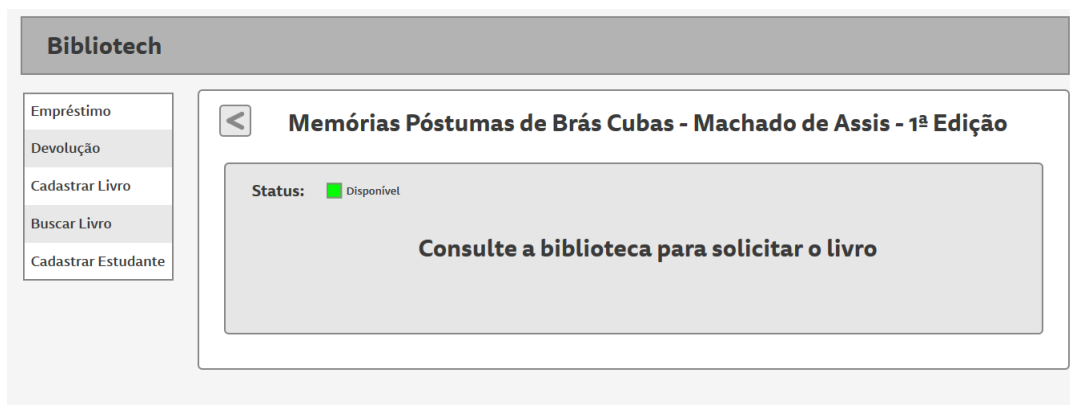 Bibliotech
Empréstimo
Devolução
Cadastrar Livro
Buscar Livro
Cadastrar Estudante
<
Memórias Póstumas de Brás Cubas - Machado de Assis - 1ª Edição
Status: Disponível
Consulte a biblioteca para solicitar o livro